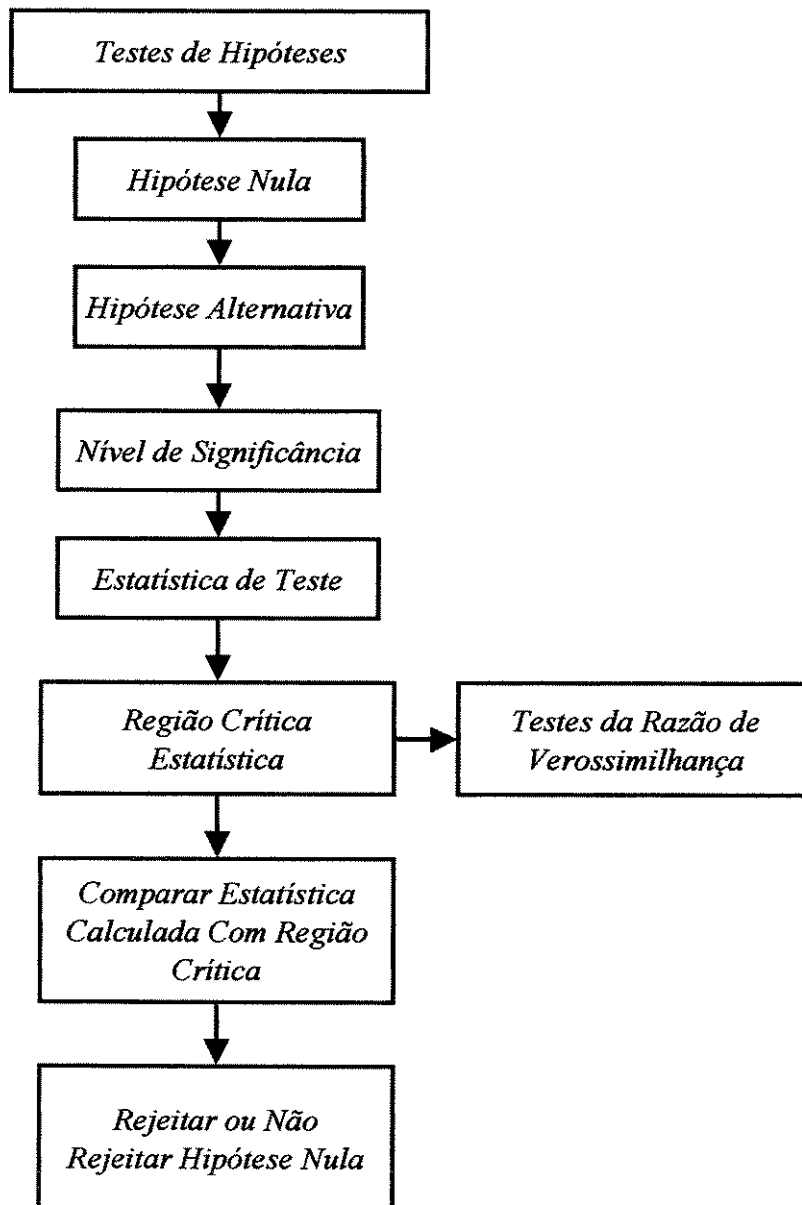 Testes de Hipóteses
Hipótese Nula
Hipótese Alternativa
Nível de Significância
Estatística de Teste
Região Crítica
Estatística
Testes da Razão de
Verossimilhança
Comparar Estatística
Calculada Com Região
Crítica
Rejeitar ou Não
Rejeitar Hipótese Nula